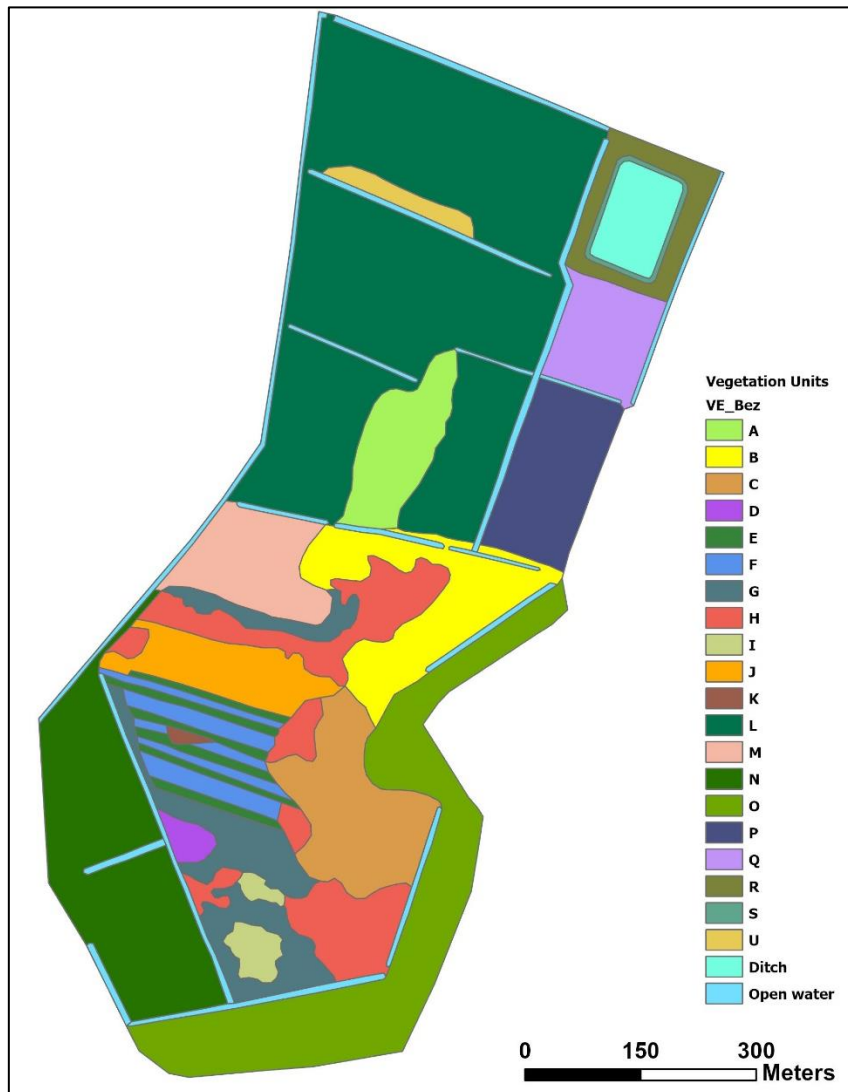 Vegetation Units
VE_Bez
A
B
C
D
E
F
G
H
I
J
K
L
M
N
O
P
Q
R
S
U
Ditch
Open water
0 150 300
Meters